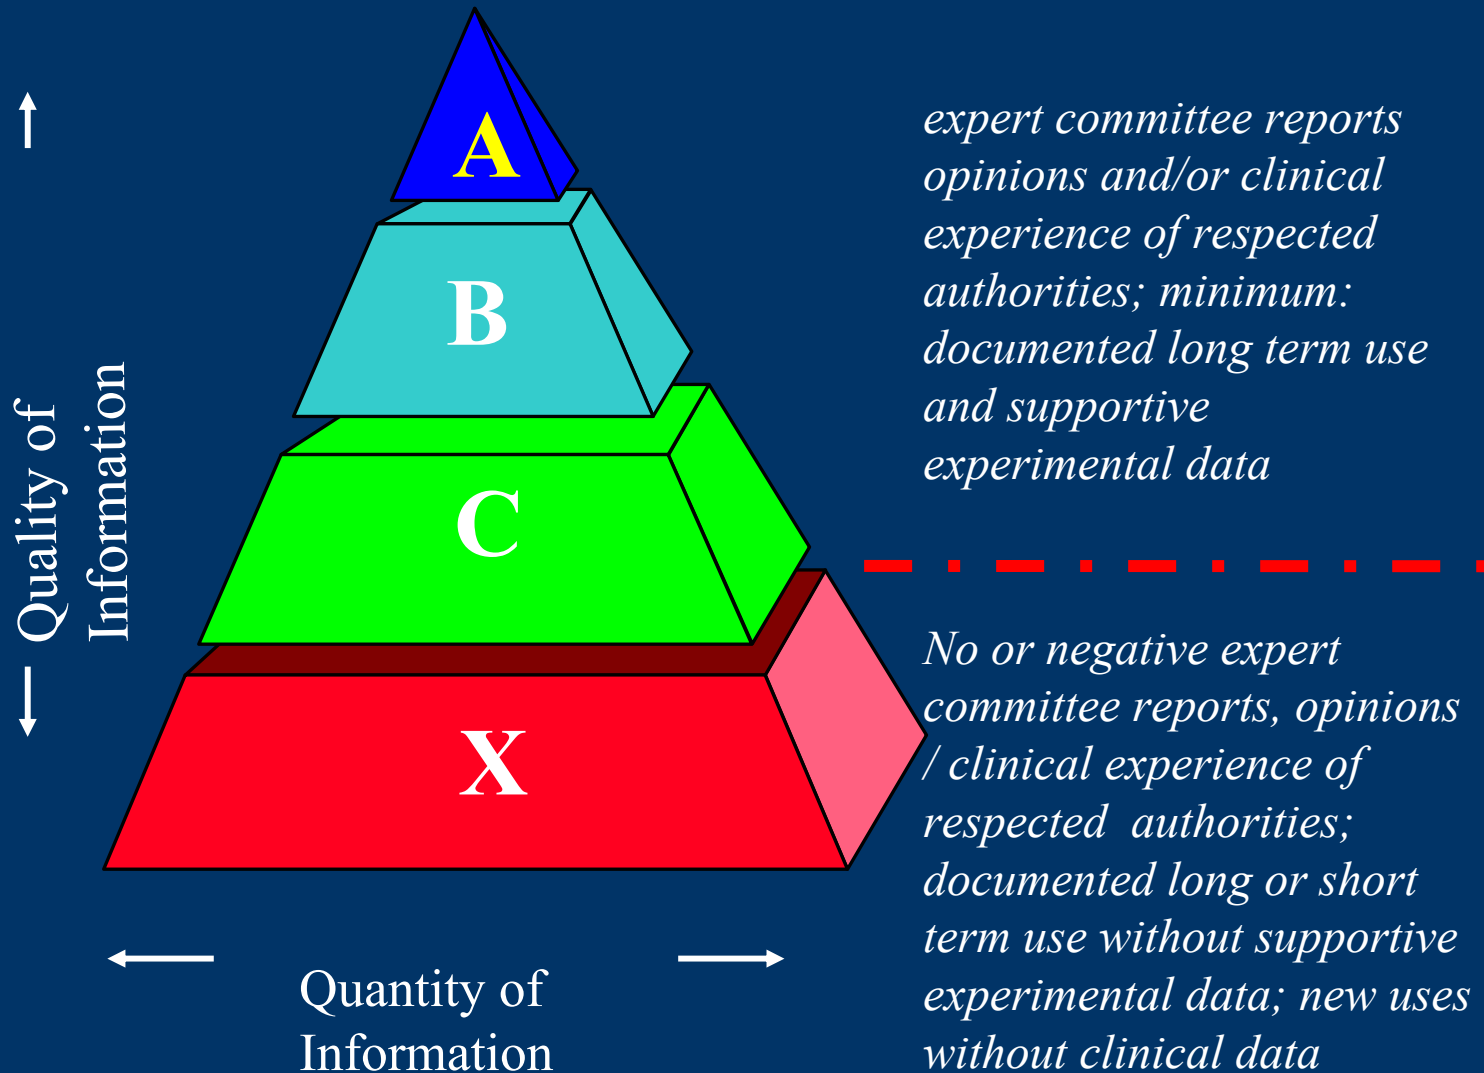 A
B
C
X
Quality of
Information
Quantity of
Information
expert committee reports
opinions and/or clinical
experience of respected
authorities; minimum:
documented long term use
and supportive
experimental data
No or negative expert
committee reports, opinions
/ clinical experience of
respected authorities;
documented long or short
term use without supportive
experimental data; new uses
without clinical data